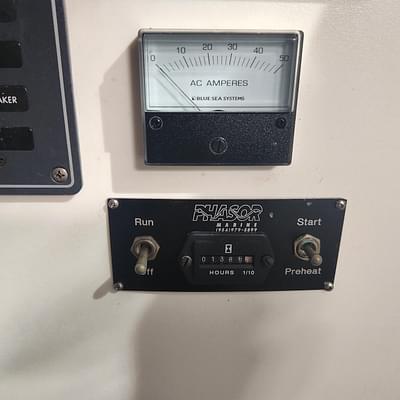 0 10 20 30 40 50
AC AMPERES
BLUE SEA SYSTEMS
AKER
PHASOR
MARINE
Run
Start
Off
Preheat
HOURS 1/10